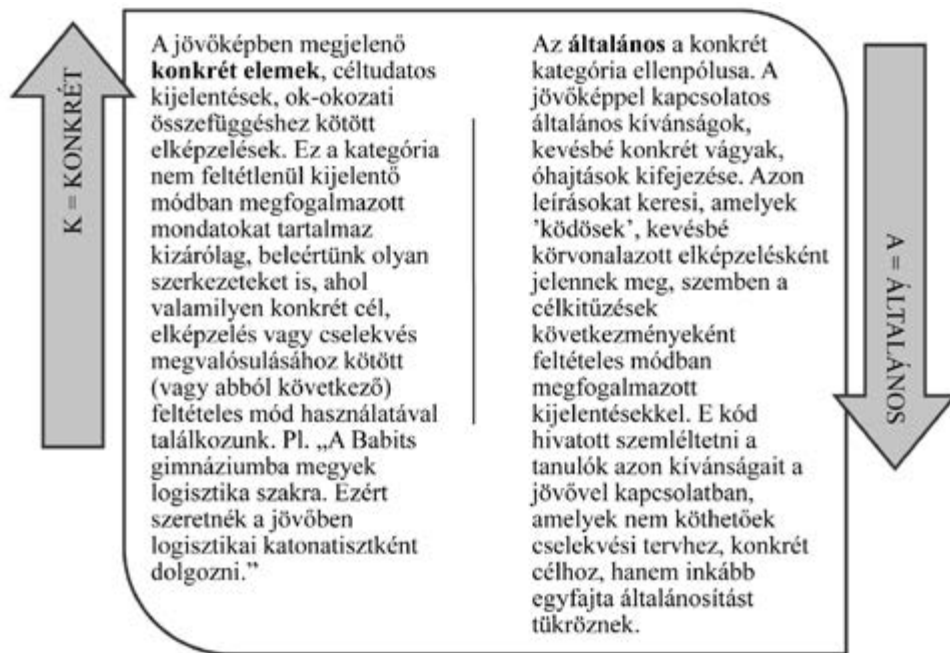 K = KONKRÉT
A jövőképben megjelenő
konkrét elemek, céltudatos
kijelentések, ok-okozati
összefüggéshez kötött
elképzelések. Ez a kategória
nem feltétlenül kijelentő
módban megfogalmazott
mondatokat tartalmaz
kizárólag, beleértünk olyan
szerkezeteket is, ahol
valamilyen konkrét cél,
elképzelés vagy cselekvés
megvalósulásához kötött
(vagy abból következő)
feltételes mód használatával
találkozunk. Pl. „A Babits
gimnáziumba megyek
logisztika szakra. Ezért
szeretnék a jövőben
logisztikai katonatisztként
dolgozni.”
Az általános a konkrét
kategória ellenpólusa. A
jövőképpel kapcsolatos
általános kívánságok,
kevésbé konkrét vágyak,
óhajtások kifejezése. Azon
leírásokat keresi, amelyek
’ködösek’, kevésbé
körvonalazott elképzelésként
jelennek meg, szemben a
célkitűzések
következményeként
feltételes módban
megfogalmazott
kijelentésekkel. E kód
hivatott szemléltetni a
tanulók azon kívánságait a
jövővel kapcsolatban,
amelyek nem köthetőek
cselekvési tervhez, konkrét
célhoz, hanem inkább
egyfajta általánosítást
tükröznek.
A = ÁLTALÁNOS